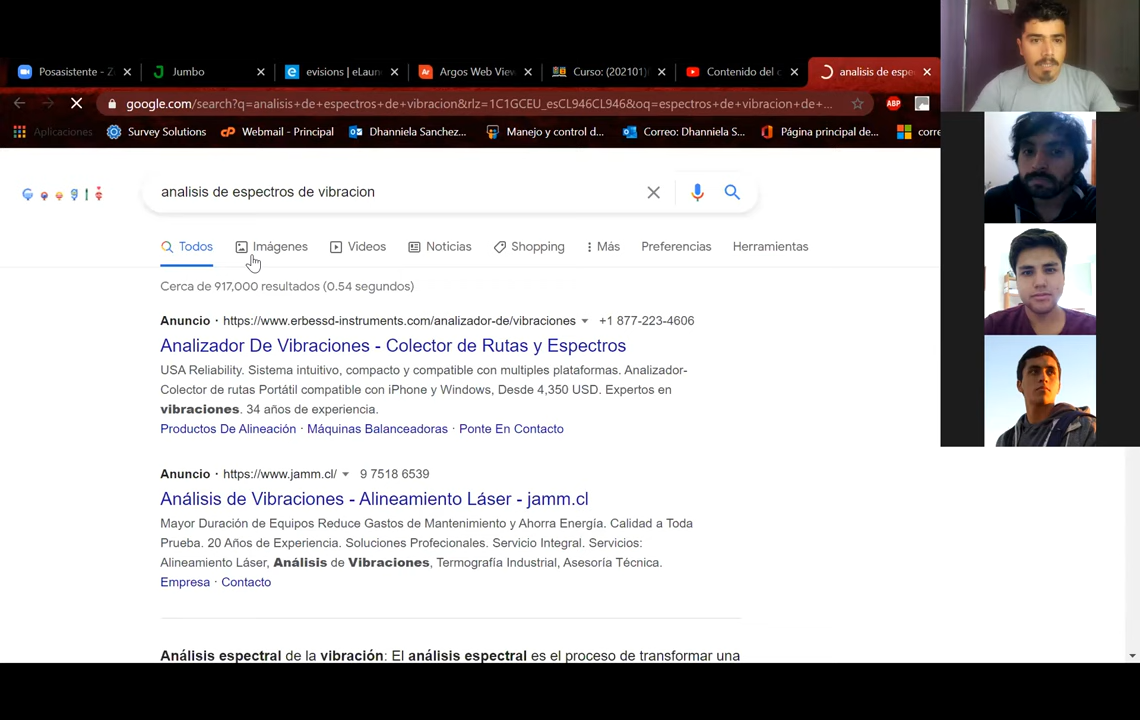 Posasistente - Z
Jumbo
evisions | eLaun
Argos Web View
Curso: (202101)
Contenido del c
analisis de espe
google.com/search?q=analisis+de+espectros+de+vibracion&rlz=1C1GCEU_esCL946CL946&oq=espectros+de+vibracion+de+...
ABP
Aplicaciones
Survey Solutions
Webmail - Principal
Dhanniela Sanchez...
Manejo y control d...
Correo: Dhanniela S...
Página principal de...
corre
analisis de espectros de vibracion
Todos
Imágenes
Videos
Noticias
Shopping
Más
Preferencias
Herramientas
Cerca de 917,000 resultados (0.54 segundos)
Anuncio · https://www.erbessd-instruments.com/analizador-de/vibraciones +1 877-223-4606
Analizador De Vibraciones - Colector de Rutas y Espectros
USA Reliability. Sistema intuitivo, compacto y compatible con multiples plataformas. Analizador-
Colector de rutas Portátil compatible con iPhone y Windows, Desde 4,350 USD. Expertos en
vibraciones. 34 años de experiencia.
Productos De Alineación · Máquinas Balanceadoras · Ponte En Contacto
Anuncio · https://www.jamm.cl/ 9 7518 6539
Análisis de Vibraciones - Alineamiento Láser - jamm.cl
Mayor Duración de Equipos Reduce Gastos de Mantenimiento y Ahorra Energía. Calidad a Toda
Prueba. 20 Años de Experiencia. Soluciones Profecionales. Servicio Integral. Servicios:
Alineamiento Láser, Análisis de Vibraciones, Termografía Industrial, Asesoría Técnica.
Empresa · Contacto
Análisis espectral de la vibración: El análisis espectral es el proceso de transformar una